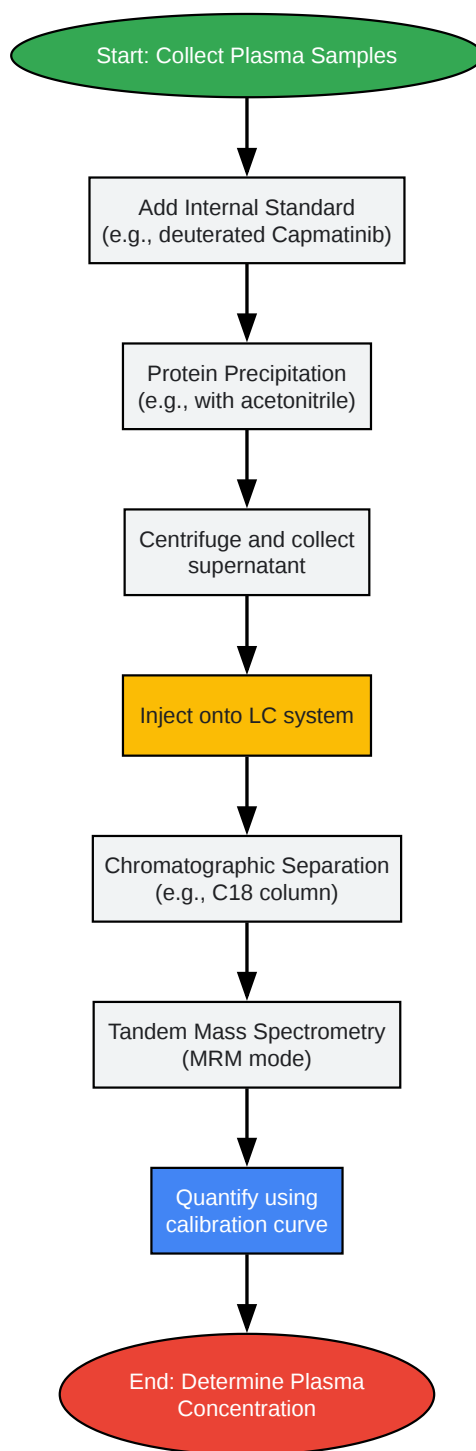 Start: Collect Plasma Samples
Add Internal Standard
(e.g., deuterated Capmatinib)
Protein Precipitation
(e.g., with acetonitrile)
Centrifuge and collect
supernatant
Inject onto LC system
Chromatographic Separation
(e.g., C18 column)
Tandem Mass Spectrometry
(MRM mode)
Quantify using
calibration curve
End: Determine Plasma
Concentration